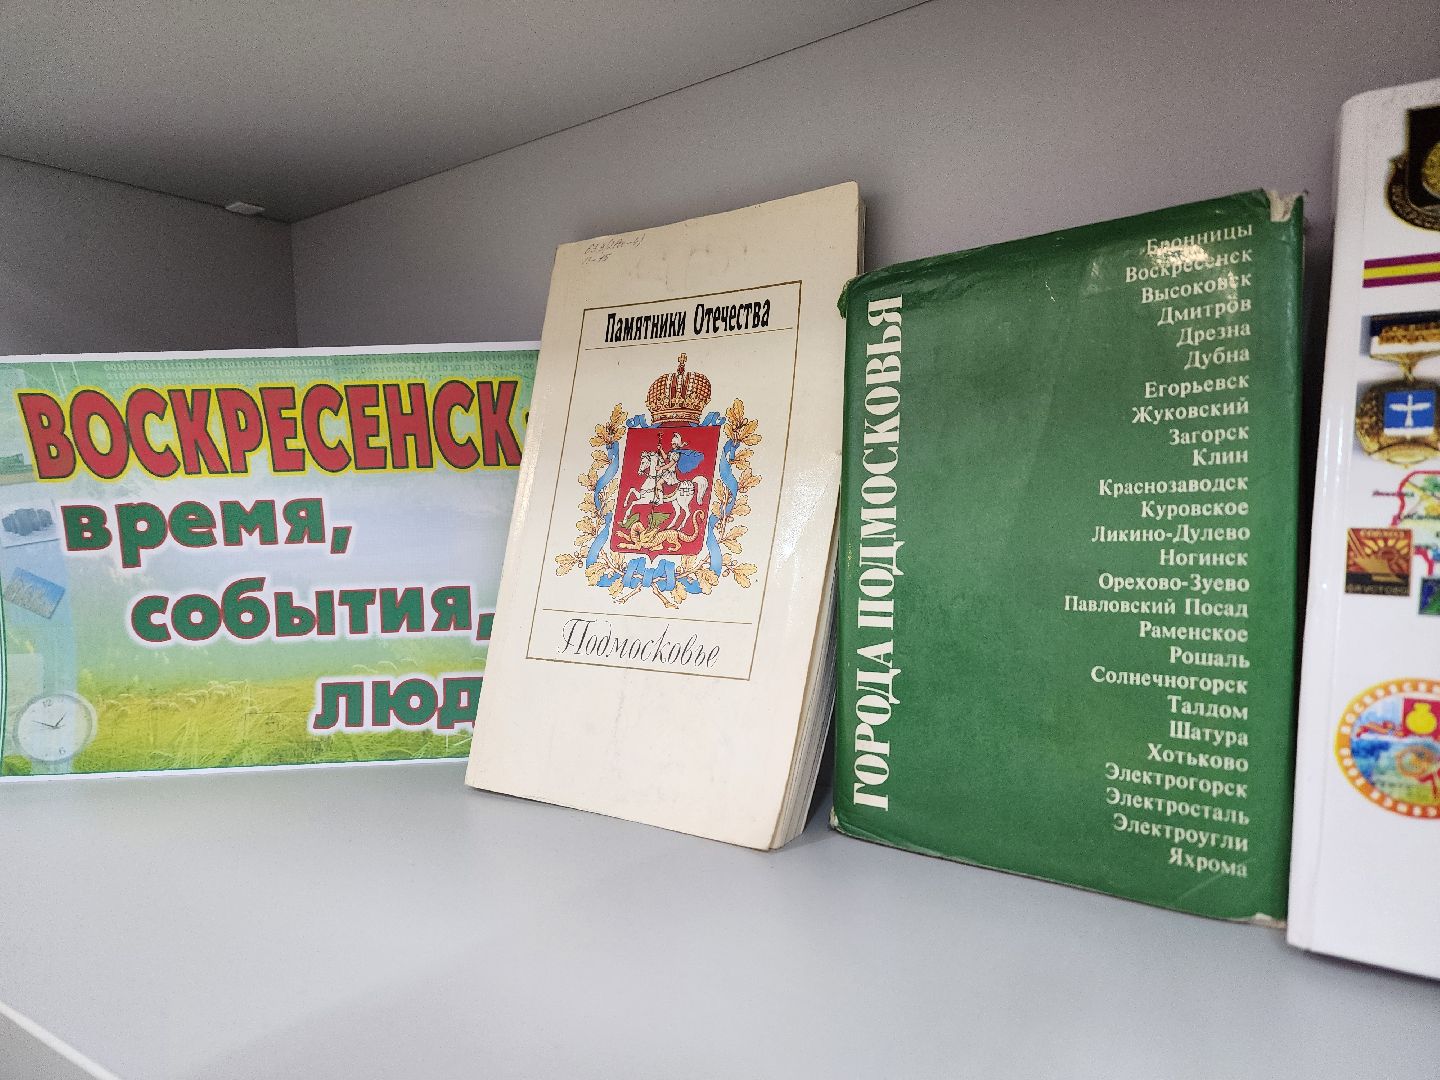 ВОСКРЕСЕНСК:
время,
события,
люд
Памятники Отечества
Подмосковье
ГОРОДА ПОДМОСКОВЬЯ
Бронницы
Воскресенск
Высоковск
Дмитров
Дрезна
Дубна
Егорьевск
Жуковский
Загорск
Клин
Краснозаводск
Куровское
Ликино-Дулево
Ногинск
Орехово-Зуево
Павловский Посад
Раменское
Рошаль
Солнечногорск
Талдом
Шатура
Хотьково
Электрогорск
Электросталь
Электроугли
Яхрома